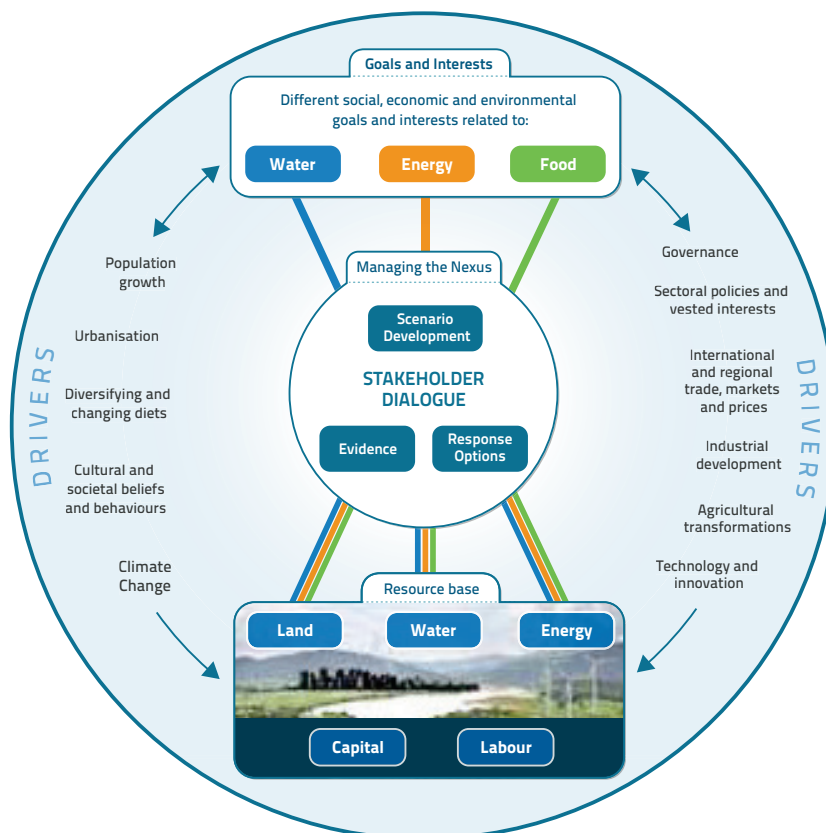 Goals and Interests
Different social, economic and environmental
goals and interests related to:
Water
Energy
Food
DRIVERS
Population
growth
Urbanisation
Diversifying and
changing diets
Cultural and
societal beliefs
and behaviours
Climate
Change
Managing the Nexus
Scenario
Development
STAKEHOLDER
DIALOGUE
Evidence
Response
Options
Governance
Sectoral policies and
vested interests
International
and regional
trade, markets
and prices
Industrial
development
Agricultural
transformations
Technology and
innovation
DRIVERS
Resource base
Land
Water
Energy
Capital
Labour